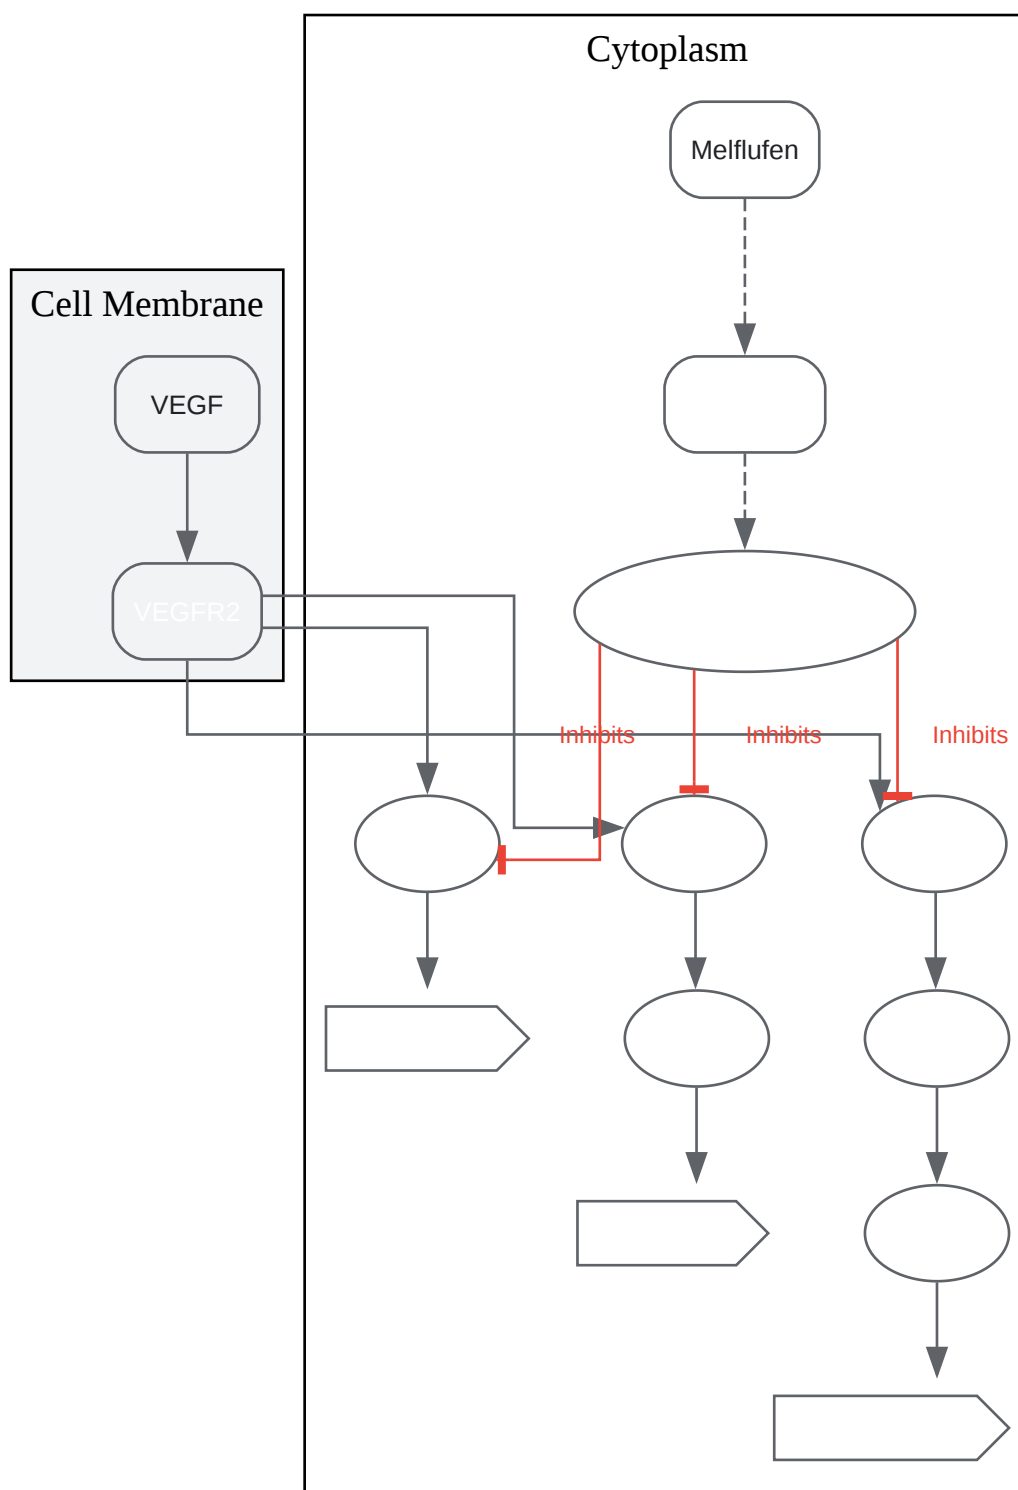 Cytoplasm
Melflufen
Cell Membrane
VEGF
VEGFR2
Inhibits
Inhibits
Inhibits